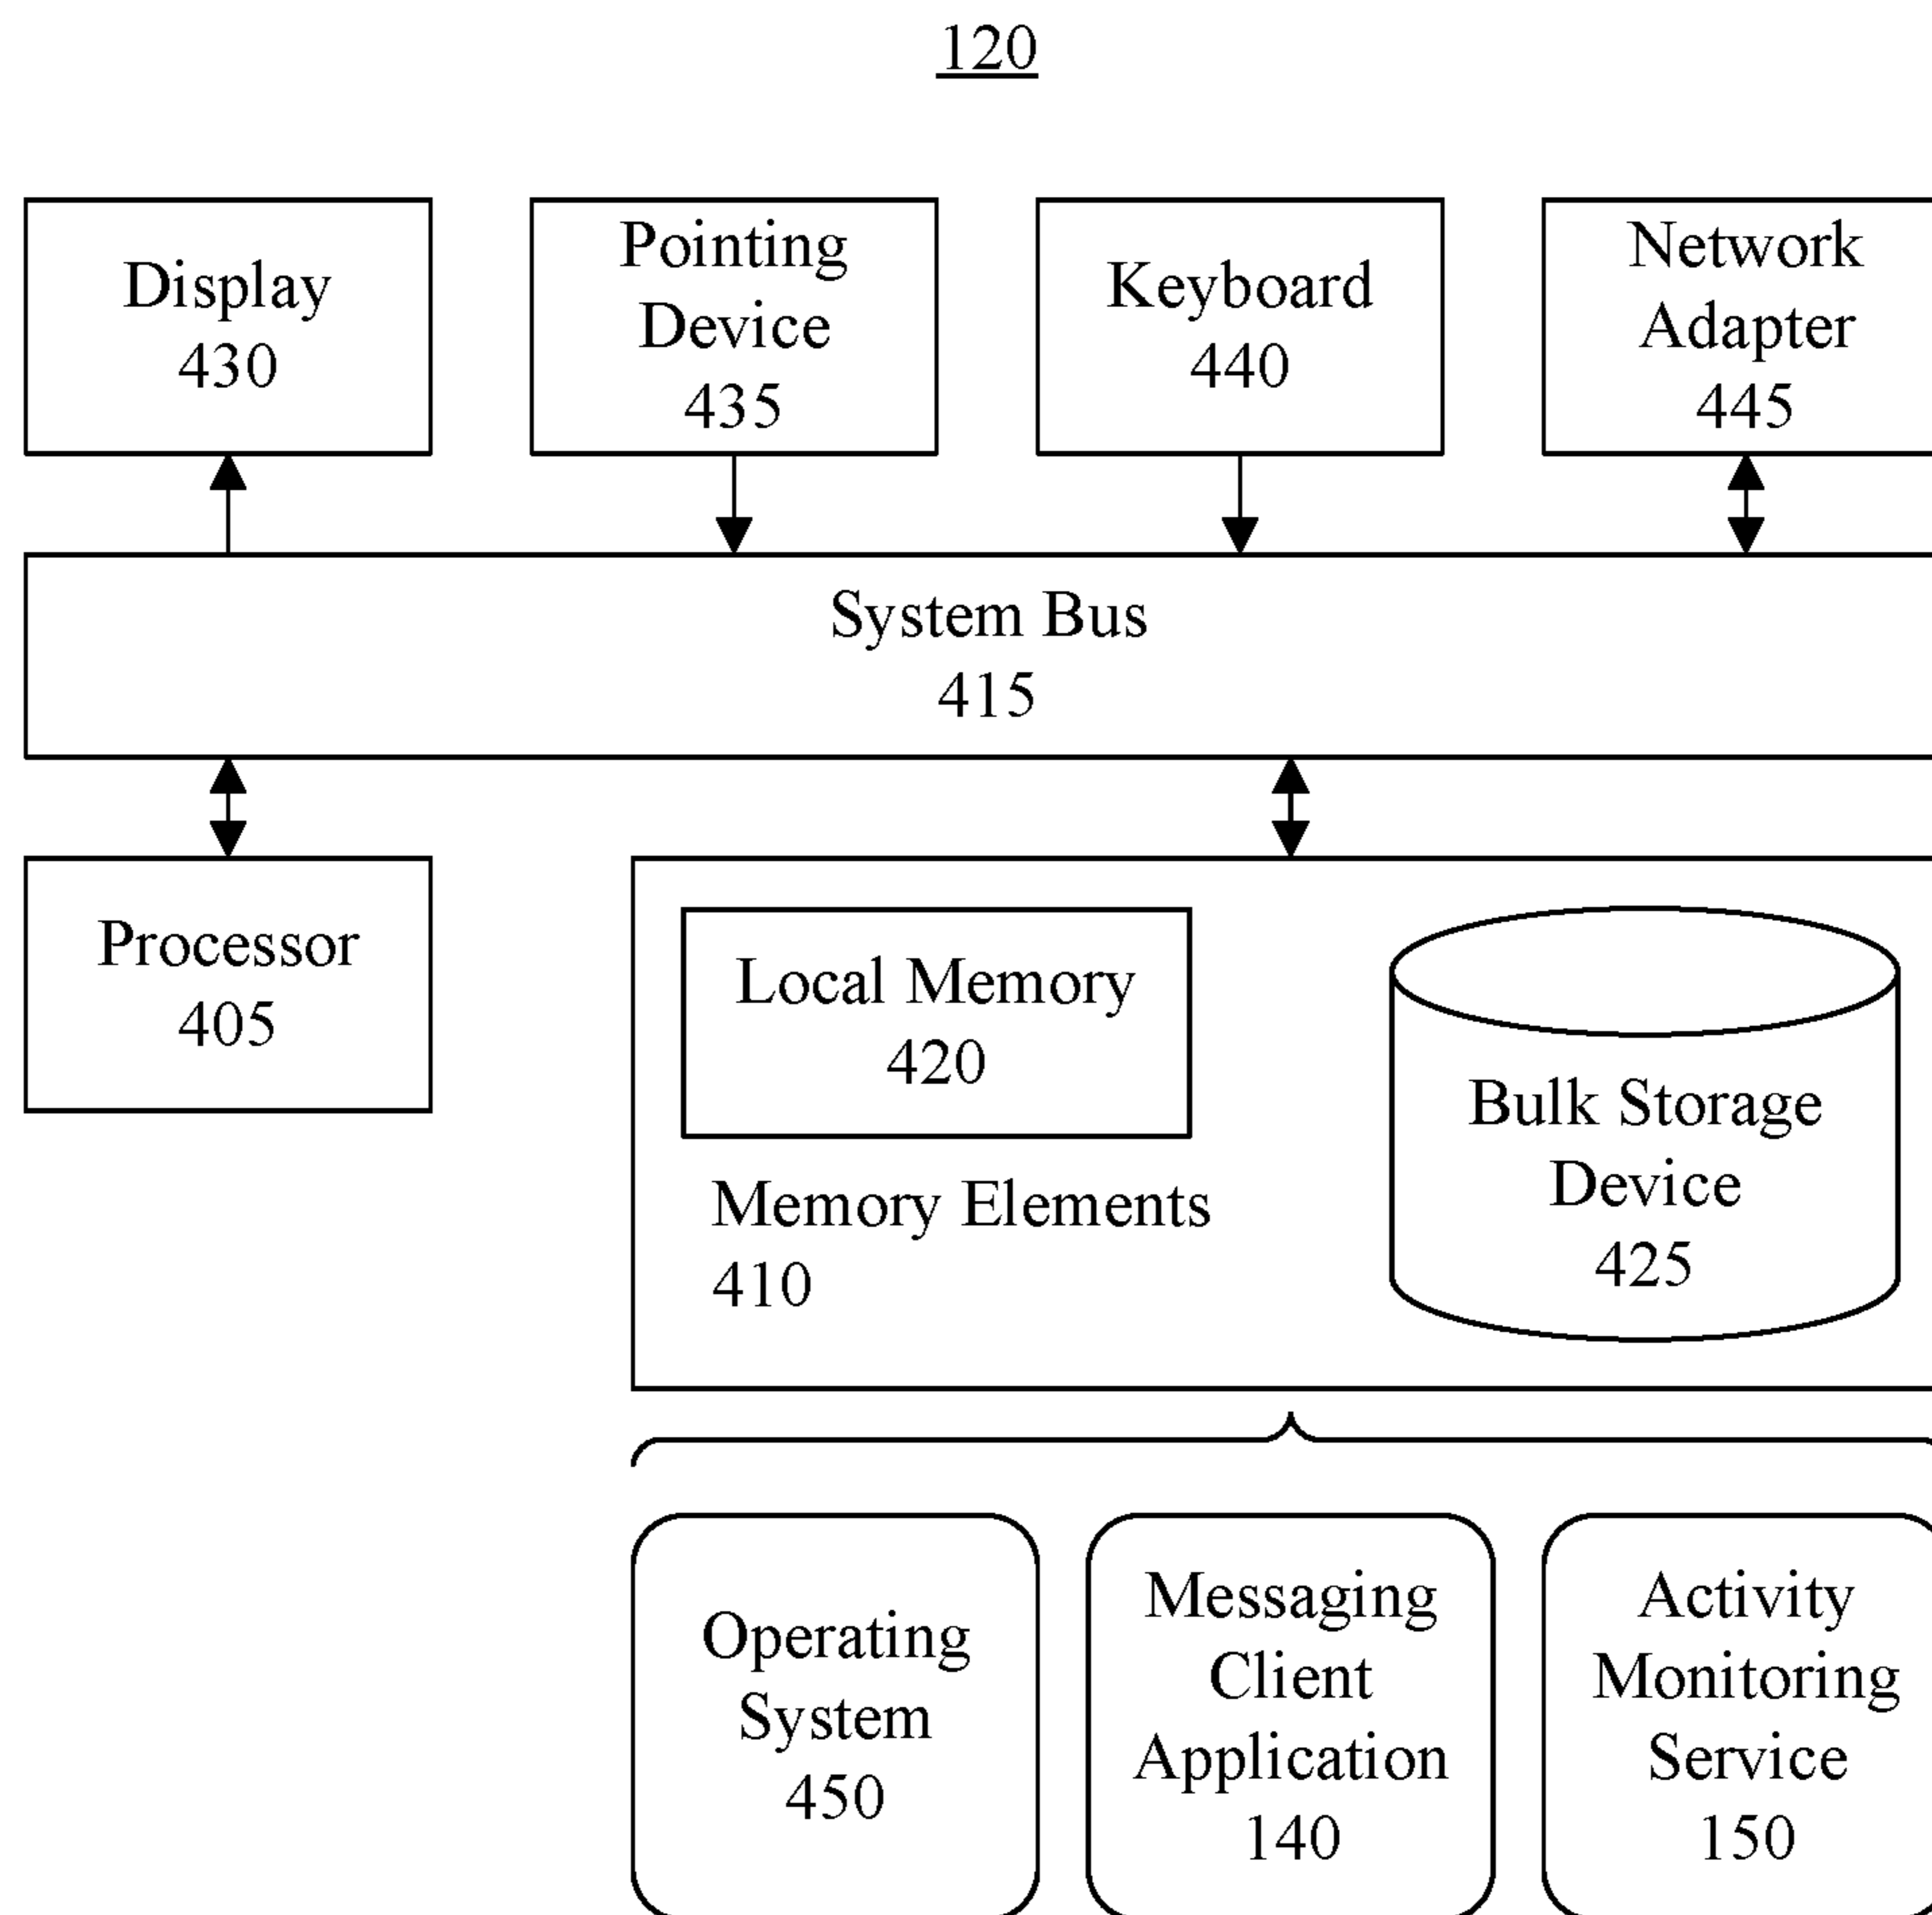 120
Display
430
Pointing
Device
435
Keyboard
440
Network
Adapter
445
System Bus
415
Processor
405
Local Memory
420
Memory Elements
410
Bulk Storage
Device
425
Operating
System
450
Messaging
Client
Application
140
Activity
Monitoring
Service
150